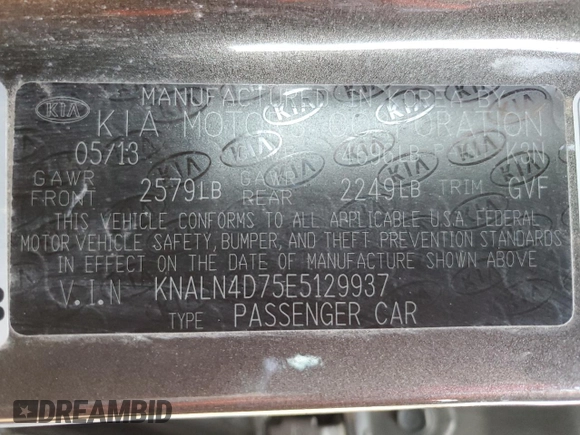 KIA MANUFACTURED IN KOREA BY
KIA MOTORS CORPORATION
05/13 K3N
GAWR FRONT 2579LB GAWR REAR 2249LB TRIM GVF
THIS VEHICLE CONFORMS TO ALL APPLICABLE U.S.A. FEDERAL
MOTOR VEHICLE SAFETY, BUMPER, AND THEFT PREVENTION STANDARDS
IN EFFECT ON THE DATE OF MANUFACTURE SHOWN ABOVE
V.I.N KNALN4D75E5129937
TYPE PASSENGER CAR
DREAMBID